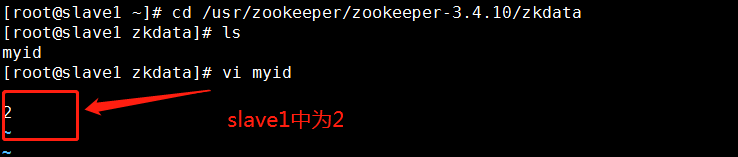 [root@slave1 ~]# cd /usr/zookeeper/zookeeper-3.4.10/zkdata
[root@slave1 zkdata]# ls
myid
[root@slave1 zkdata]# vi myid
2
slave1中为2
~
~